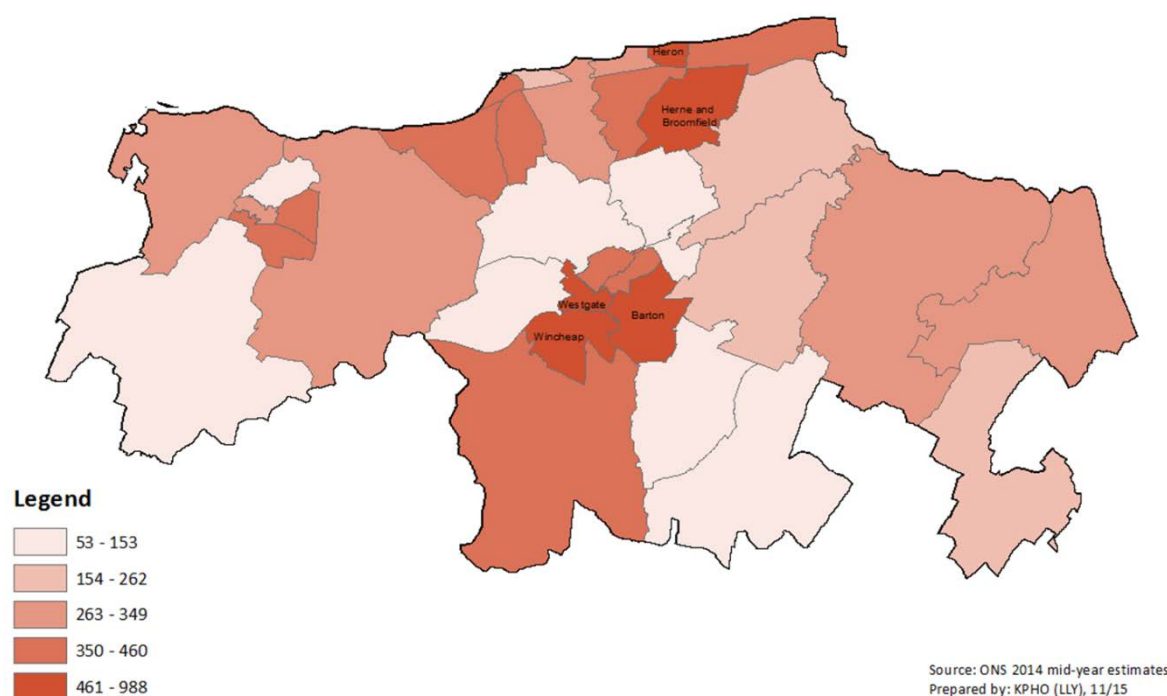 Heron
Herne and
Broomfield
Westgate
Barton
Wincheap
Legend
53 - 153
154 - 262
263 - 349
350 - 460
461 - 988
Source: ONS 2014 mid-year estimates
Prepared by: KPHO (LLY), 11/15